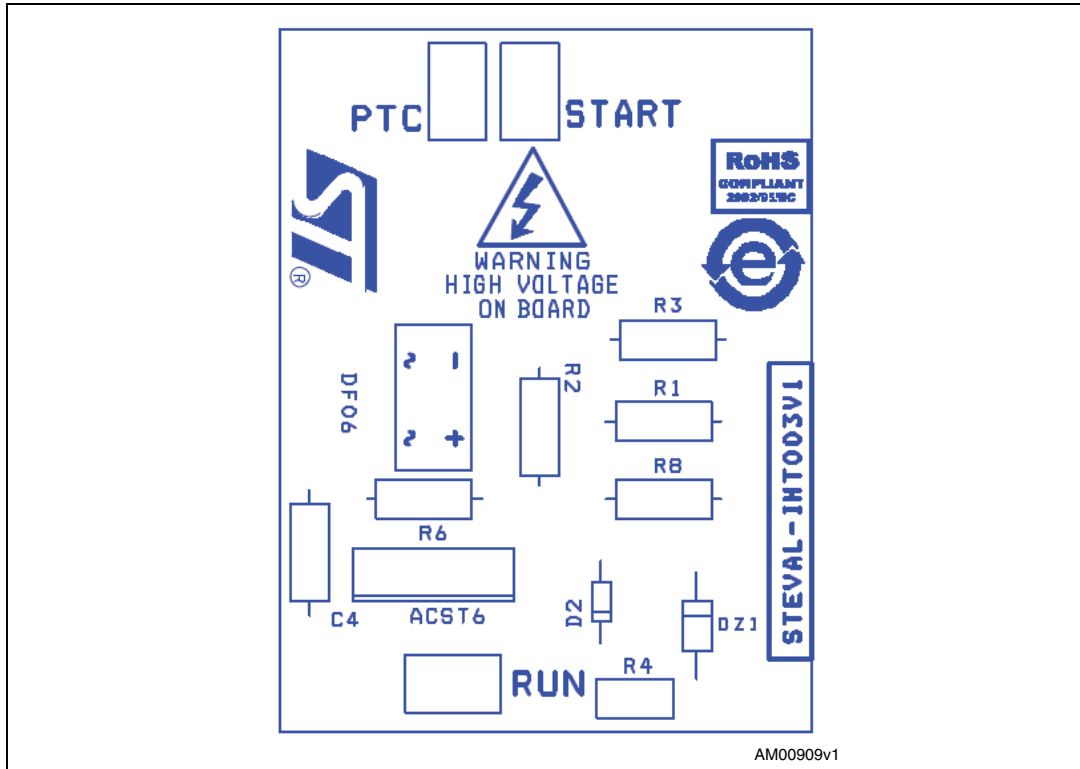 PTC
START
RoHS
COMPLIANT
2002/95/EC
®
e
WARNING
HIGH VOLTAGE
ON BOARD
R3
DF06
~ –
~ +
R2
R1
R8
R6
C4
ACST6
D2
DZ1
STEVAL-IHT003V1
RUN
R4
AM00909v1